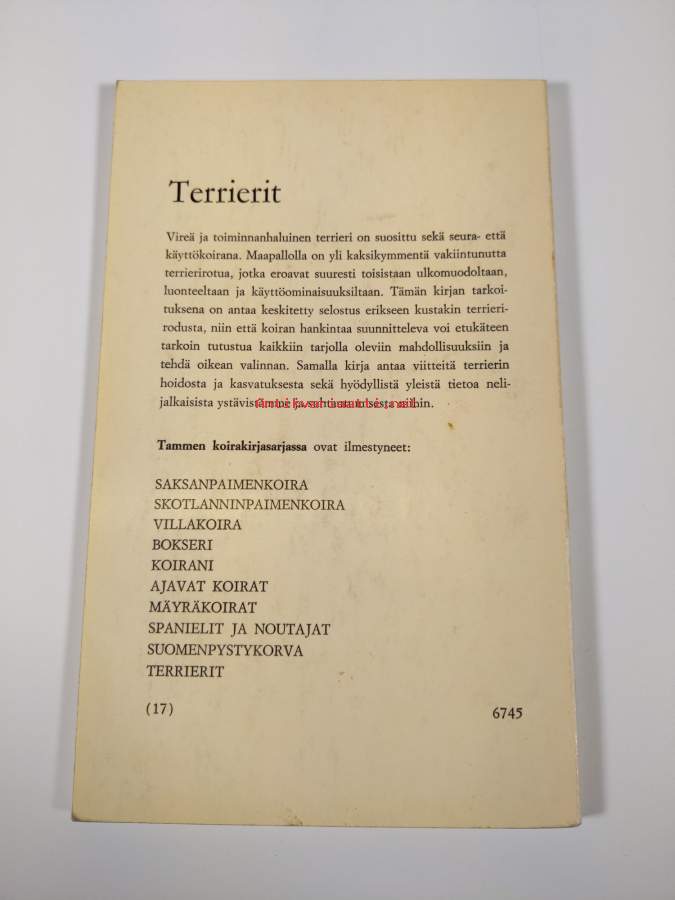 Terrierit
Vireä ja toiminnanhaluinen terrieri on suosittu sekä seura- että
käyttökoirana. Maapallolla on yli kaksikymmentä vakiintunutta
terrierirotua, jotka eroavat suuresti toisistaan ulkomuodoltaan,
luonteeltaan ja käyttöominaisuuksiltaan. Tämän kirjan tarkoi-
tuksena on antaa keskitetty selostus erikseen kustakin terrieri-
rodusta, niin että koiran hankintaa suunnitteleva voi etukäteen
tarkoin tutustua kaikkiin tarjolla oleviin mahdollisuuksiin ja
tehdä oikean valinnan. Samalla kirja antaa viitteitä terrierin
hoidosta ja kasvatuksesta sekä hyödyllistä yleistä tietoa neli-
jalkaisista ystävistämme ja suhtautumisesta niihin.
Tammen koirakirjasarjassa ovat ilmestyneet:
SAKSANPAIMENKOIRA
SKOTLANNINPAIMENKOIRA
VILLAKOIRA
BOKSERI
KOIRANI
AJAVAT KOIRAT
MÄYRÄKOIRAT
SPANIELIT JA NOUTAJAT
SUOMENPYSTYKORVA
TERRIERIT
(17) 6745